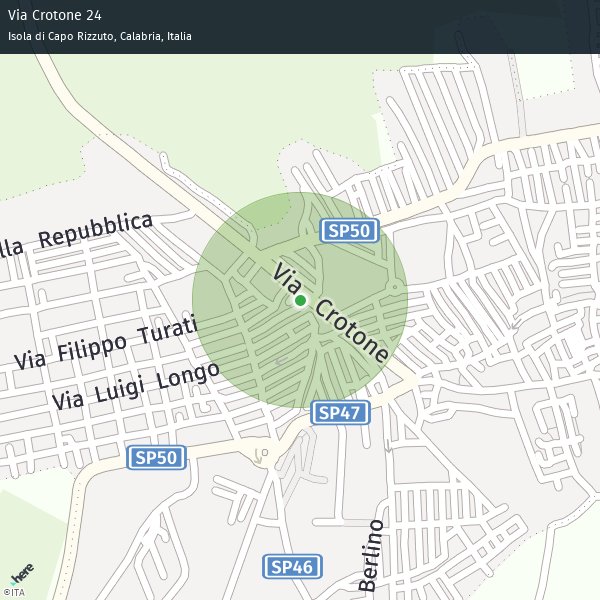 Via Crotone 24
Isola di Capo Rizzuto, Calabria, Italia
lla Repubblica
SP50
Via Crotone
Via Filippo Turati
Via Luigi Longo
SP47
SP50
SP46
Berlino
here
©ITA